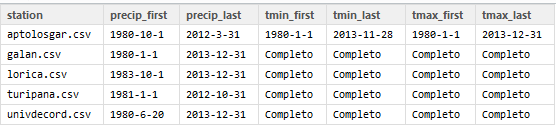 station precip_first precip_last tmin_first tmin_last tmax_first tmax_last
aptolosgar.csv 1980-10-1 2012-3-31 1980-1-1 2013-11-28 1980-1-1 2013-12-31
galan.csv 1980-1-1 2013-12-31 Completo Completo Completo Completo
lorica.csv 1983-10-1 2013-12-31 Completo Completo Completo Completo
turipana.csv 1981-1-1 2012-10-31 Completo Completo Completo Completo
univdecord.csv 1980-6-20 2013-12-31 Completo Completo Completo Completo